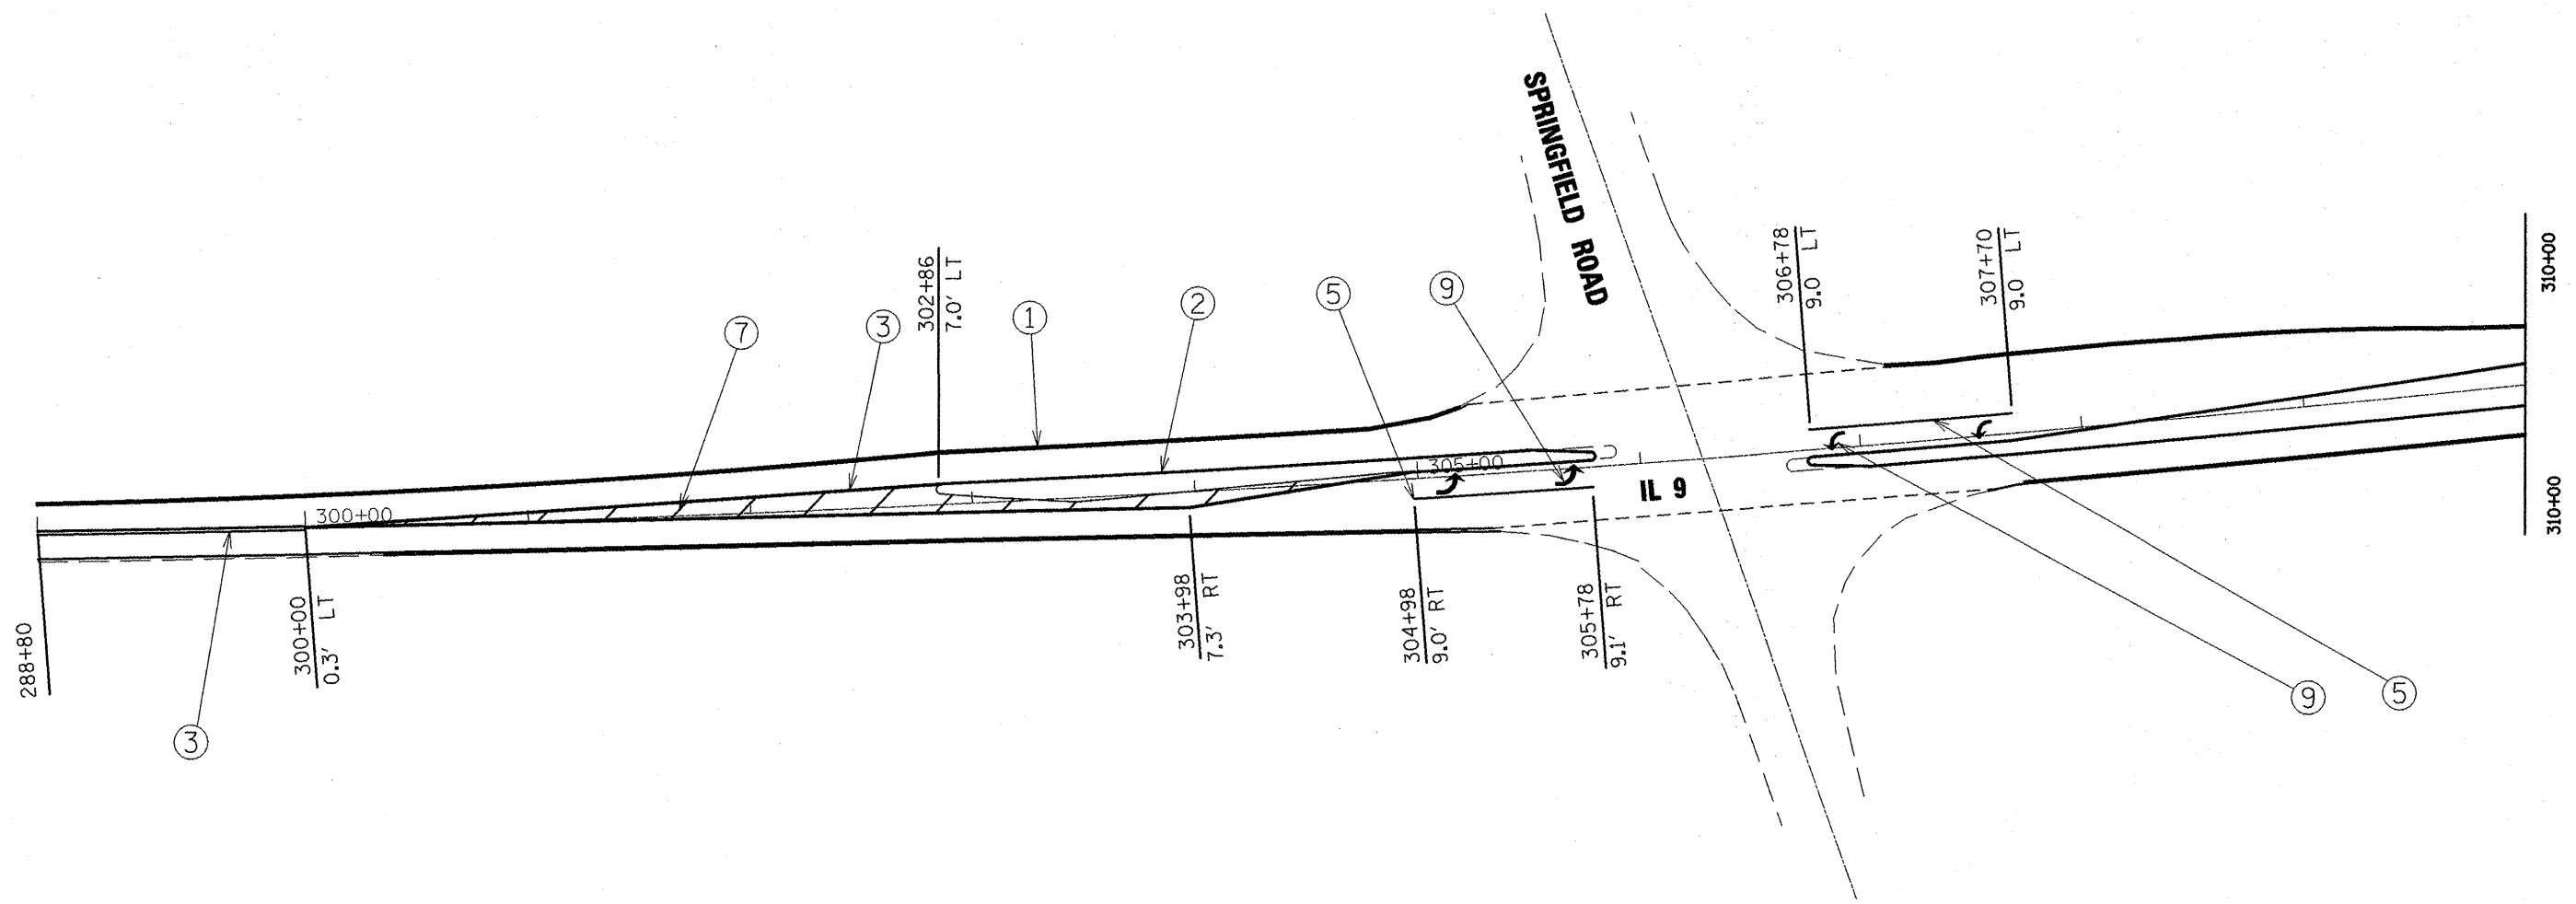 SPRINGFIELD ROAD
302+86
7.0' LT
306+78
9.0 LT
307+70
9.0 LT
310+00
5
9
1
2
3
7
300+00
305+00
IL 9
310+00
288+80
300+00
0.3' LT
303+98
7.3' RT
304+98
9.0' RT
305+78
9.1' RT
3
9
5